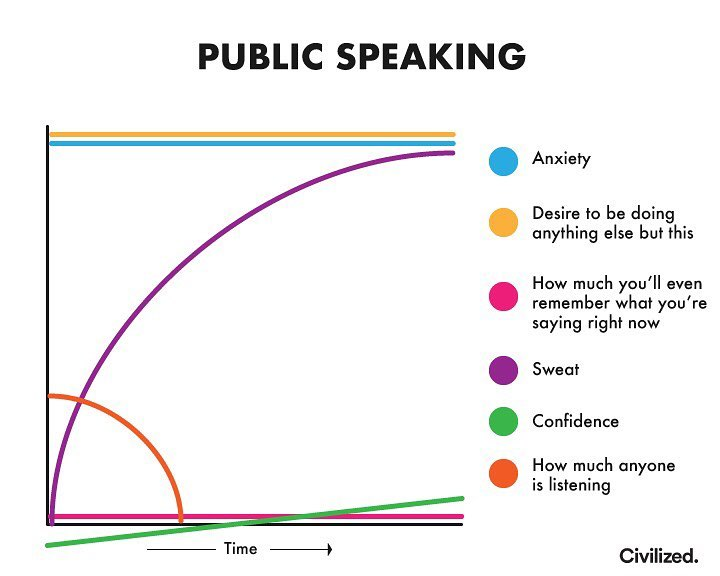 PUBLIC SPEAKING
Anxiety
Desire to be doing
anything else but this
How much you'll even
remember what you're
saying right now
Sweat
Confidence
How much anyone
is listening
Time
Civilized.